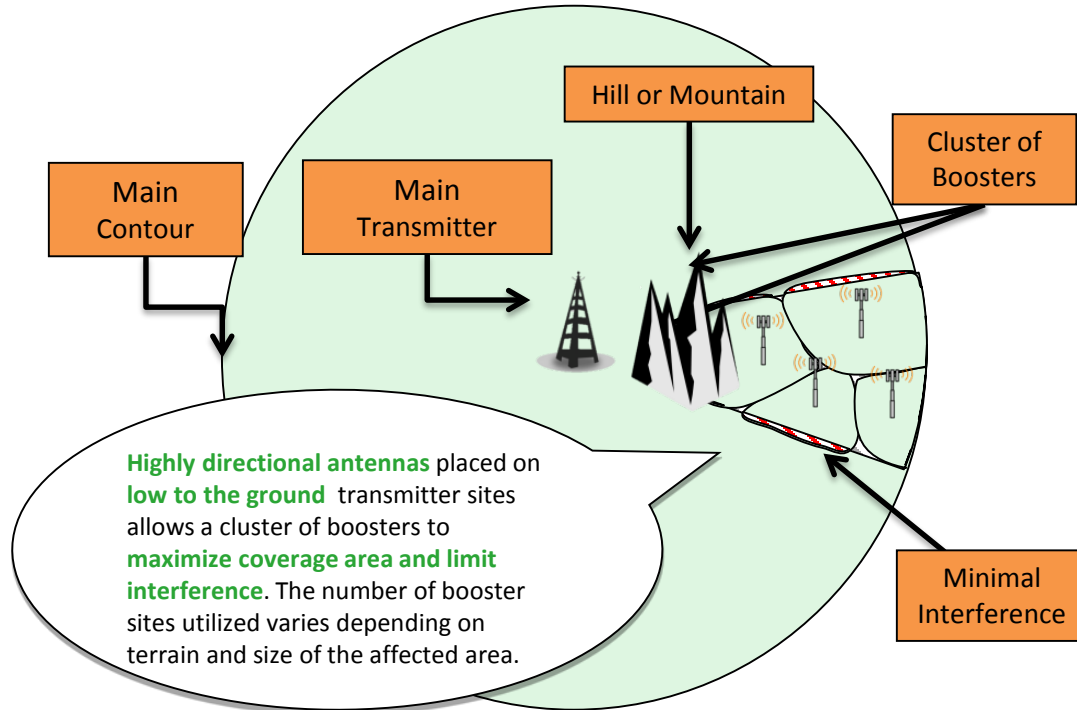 Hill or Mountain
Cluster of
Boosters
Main
Contour
Main
Transmitter
Highly directional antennas placed on
low to the ground transmitter sites
allows a cluster of boosters to
maximize coverage area and limit
interference. The number of booster
sites utilized varies depending on
terrain and size of the affected area.
Minimal
Interference